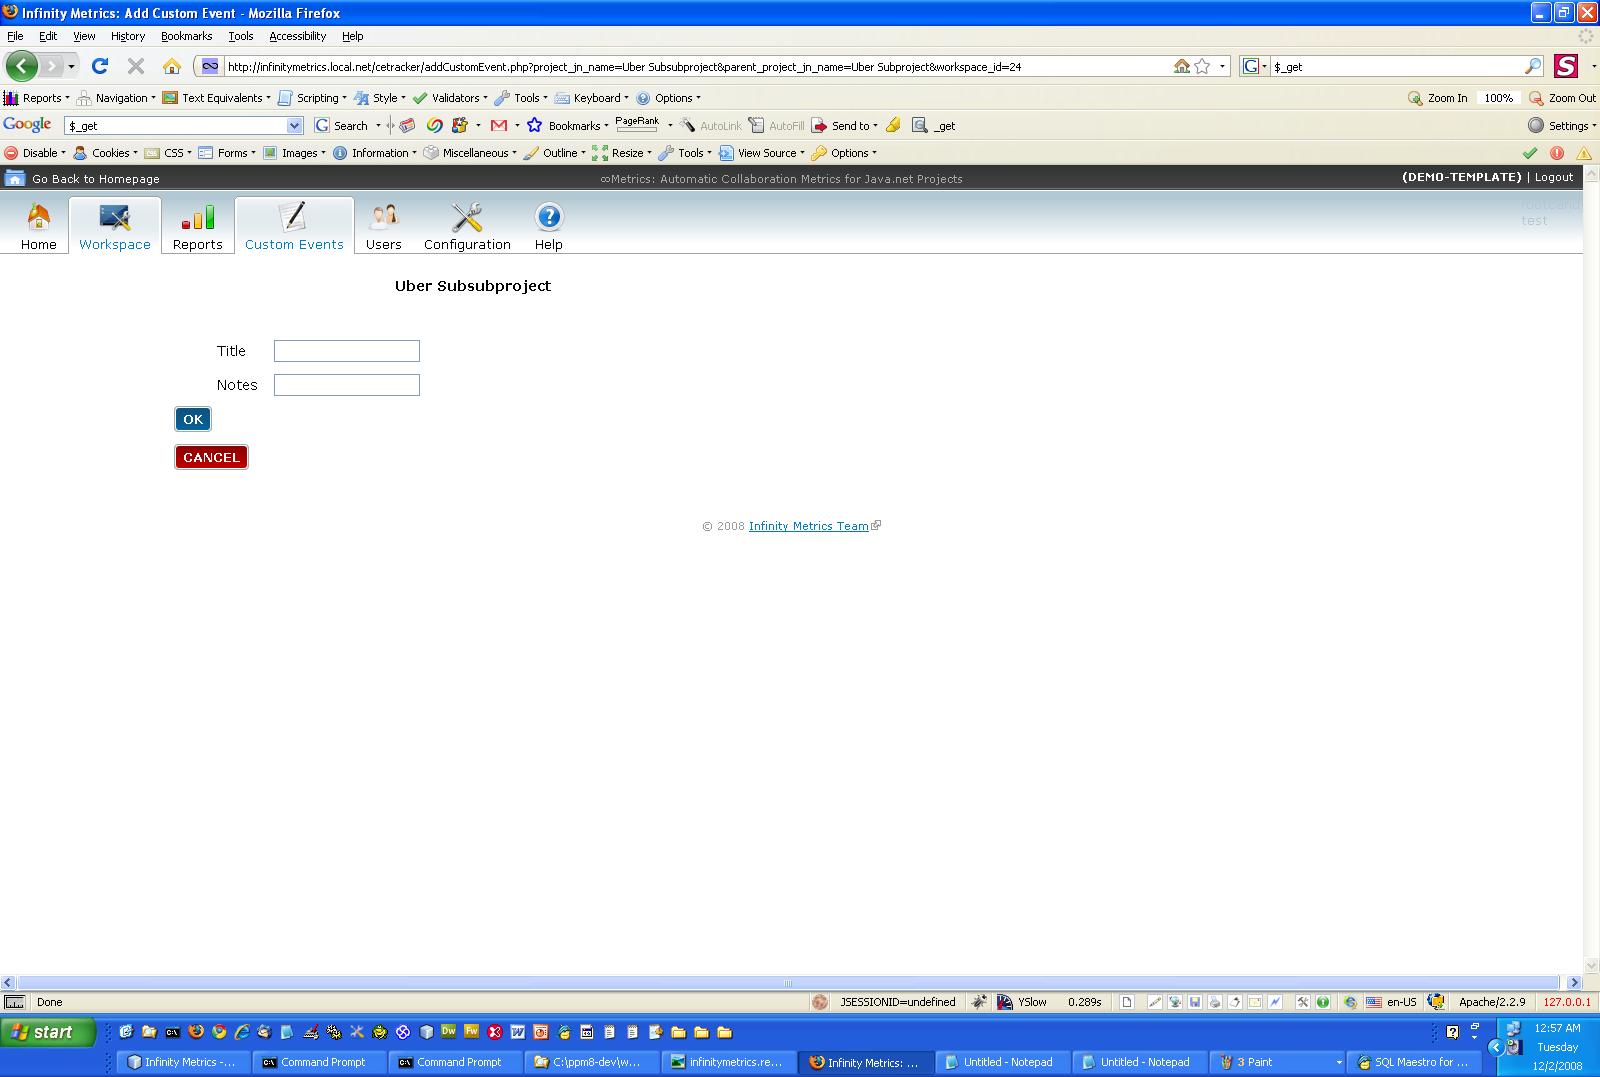 Infinity Metrics: Add Custom Event - Mozilla Firefox
File Edit View History Bookmarks Tools Accessibility Help
http://infinitymetrics.local.net/cetracker/addCustomEvent.php?project_jn_name=Uber Subsubproject&parent_project_jn_name=Uber Subproject&workspace_id=24 G $_get S
Reports Navigation Text Equivalents Scripting Style Validators Tools Keyboard Options Zoom In 100% Zoom Out
Google $_get G Search Bookmarks PageRank AutoLink AutoFill Send to _get Settings
Disable Cookies CSS Forms Images Information Miscellaneous Outline Resize Tools View Source Options
Go Back to Homepage ∞Metrics: Automatic Collaboration Metrics for Java.net Projects (DEMO-TEMPLATE) | Logout
test
Home Workspace Reports Custom Events Users Configuration Help
Uber Subsubproject
Title
Notes
OK
CANCEL
© 2008 Infinity Metrics Team
Done JSESSIONID=undefined YSlow 0.289s en-US Apache/2.2.9 127.0.0.1
start 12:57 AM
Infinity Metrics -... Command Prompt Command Prompt C:\ppm8-dev\w... infinitymetrics.re... Infinity Metrics: ... Untitled - Notepad Untitled - Notepad 3 Paint SQL Maestro for ... Tuesday
12/2/2008